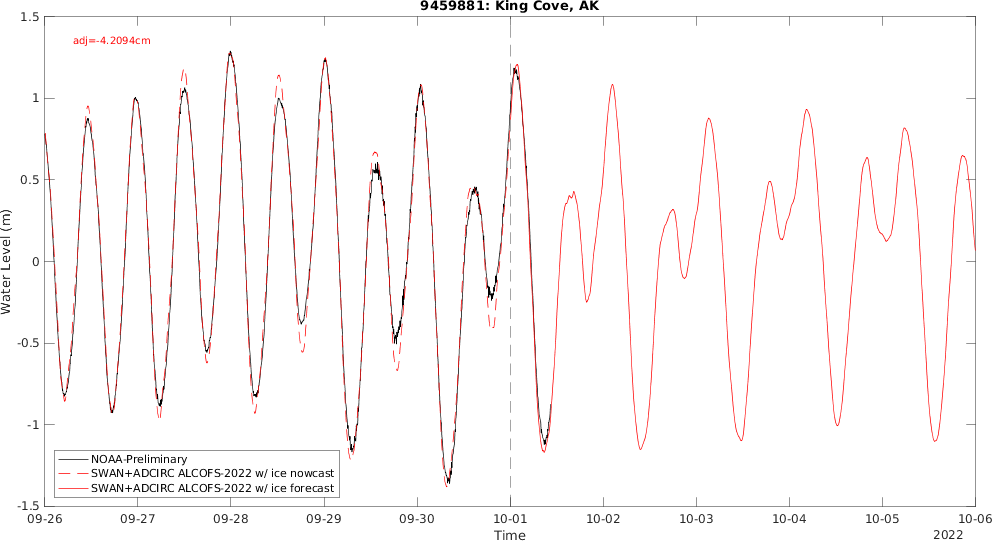 9459881: King Cove, AK
adj=-4.2094cm
1.5
1
0.5
0
-0.5
-1
-1.5
Water Level (m)
NOAA-Preliminary
SWAN+ADCIRC ALCOFS-2022 w/ ice nowcast
SWAN+ADCIRC ALCOFS-2022 w/ ice forecast
09-26 09-27 09-28 09-29 09-30 10-01 10-02 10-03 10-04 10-05 10-06
Time
2022